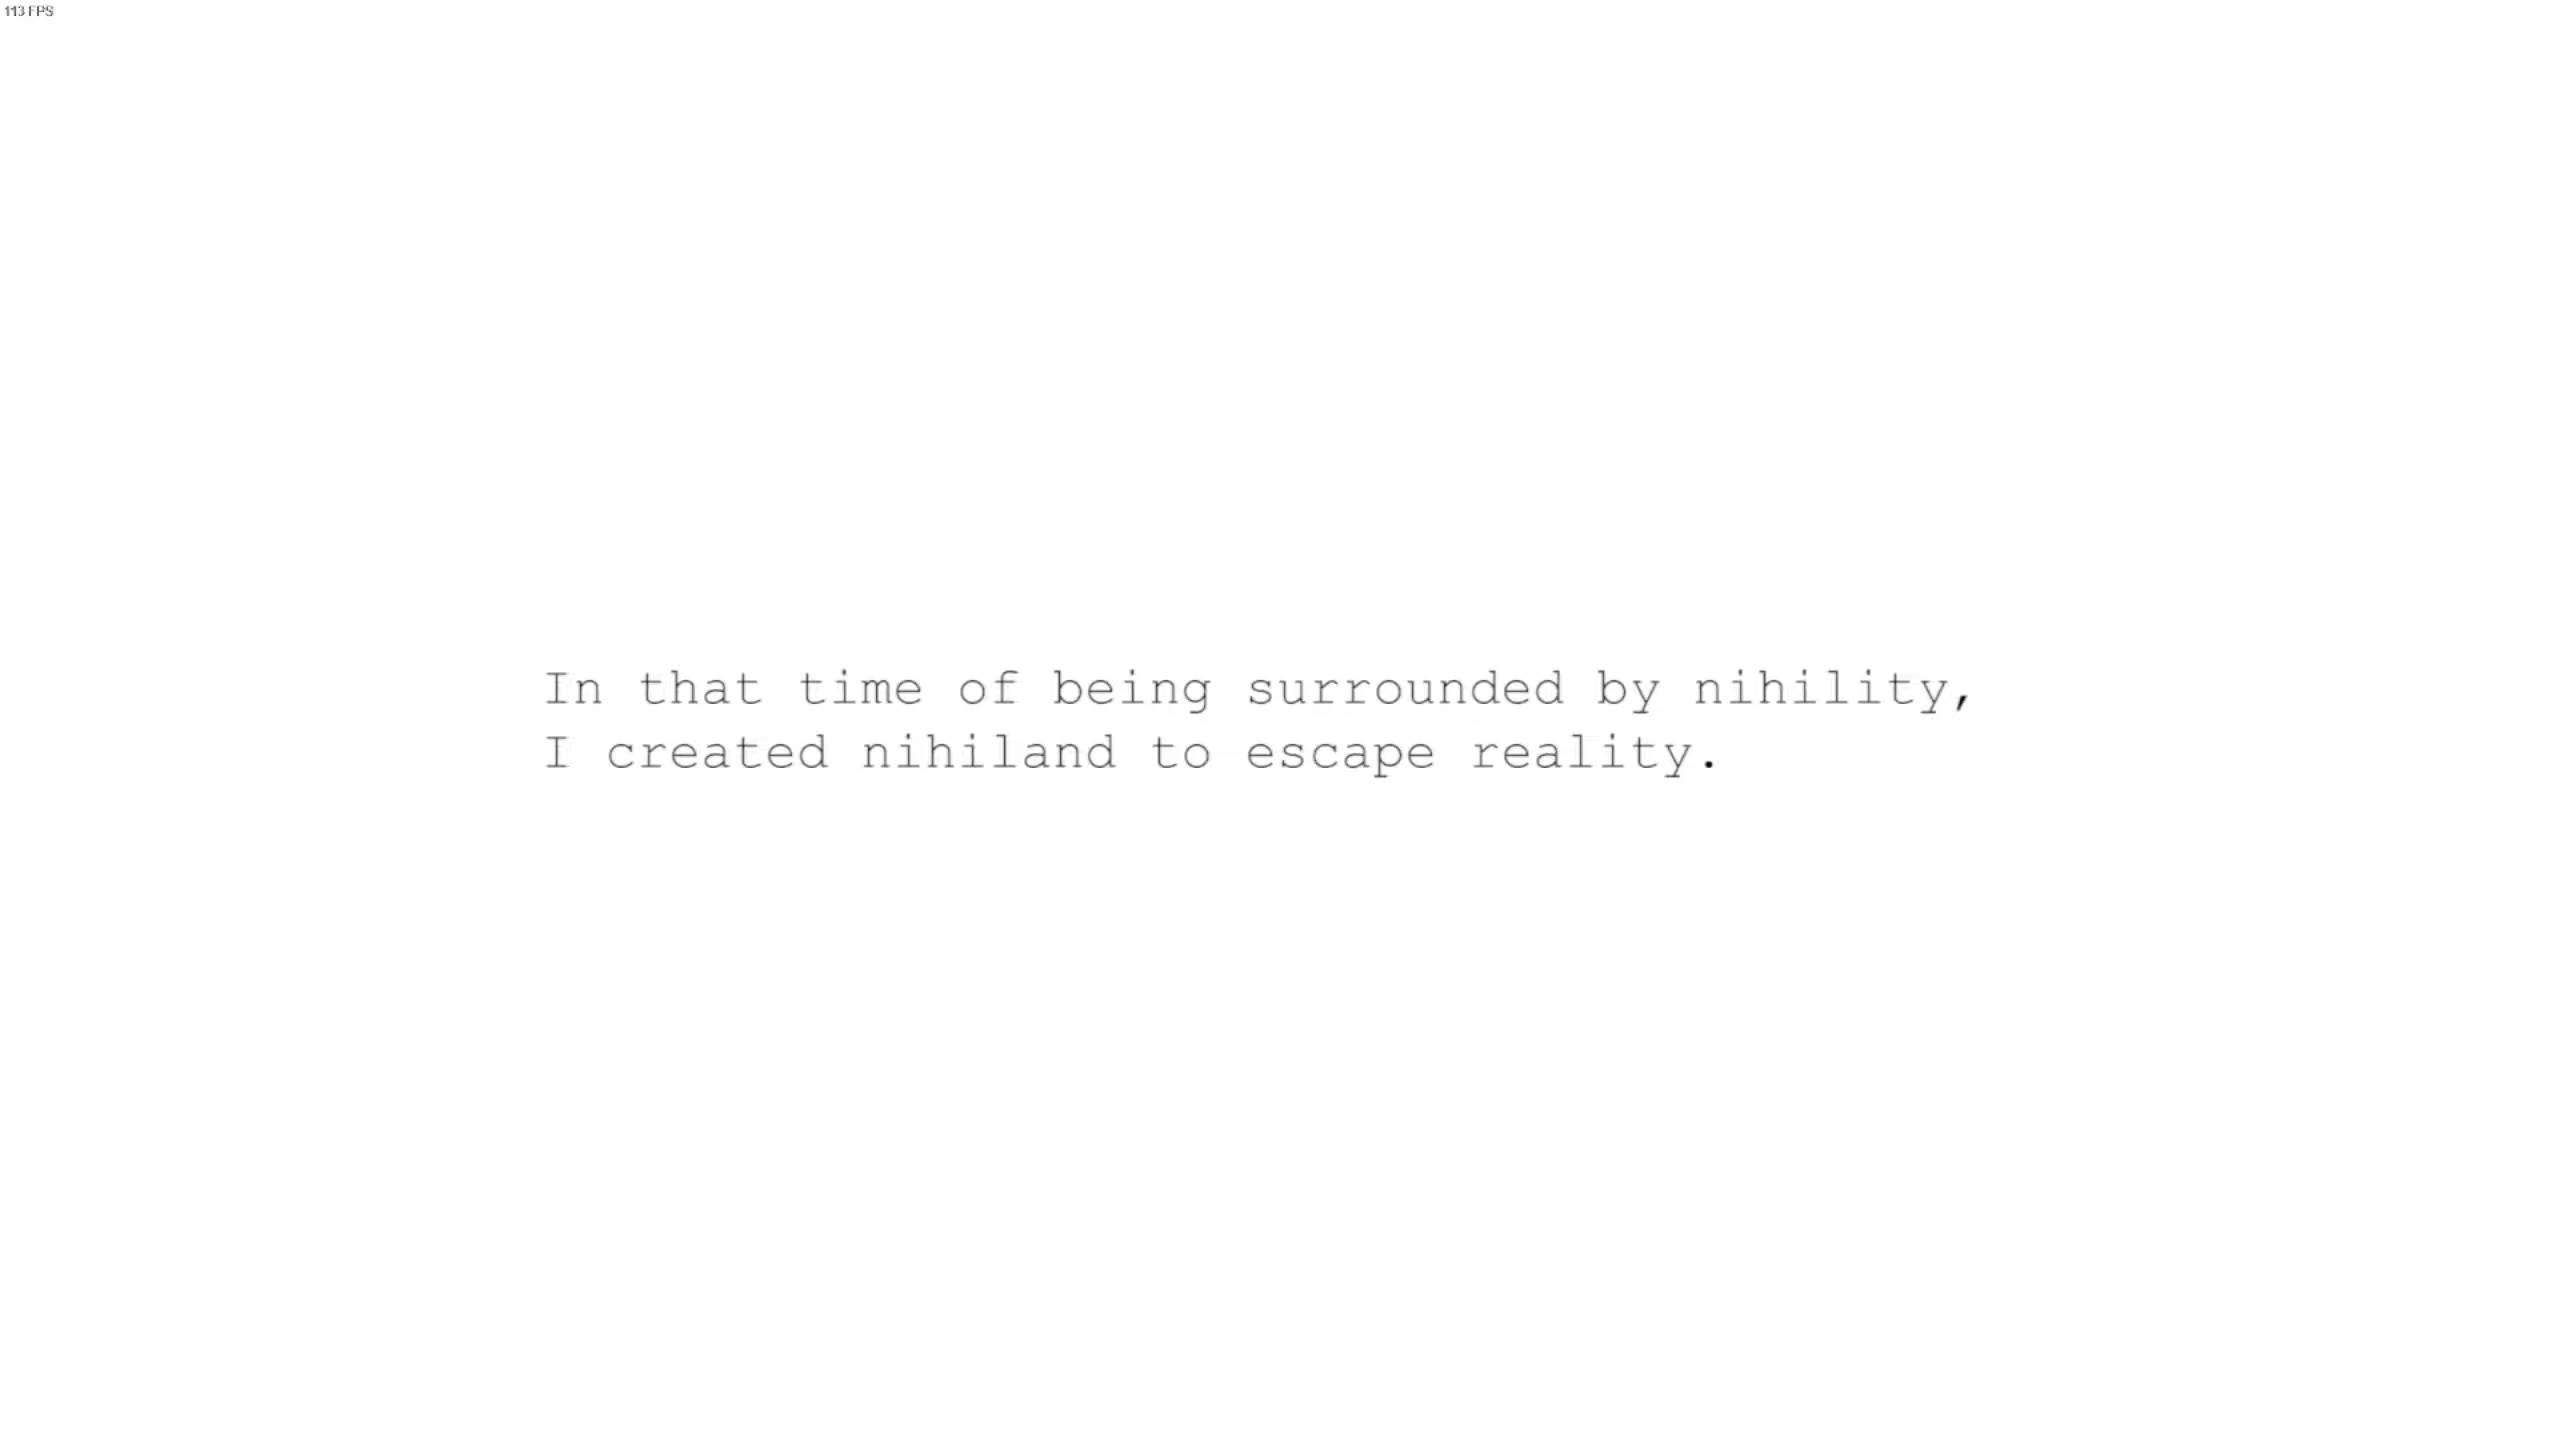 113 FPS
In that time of being surrounded by nihility,
I created nihiland to escape reality.